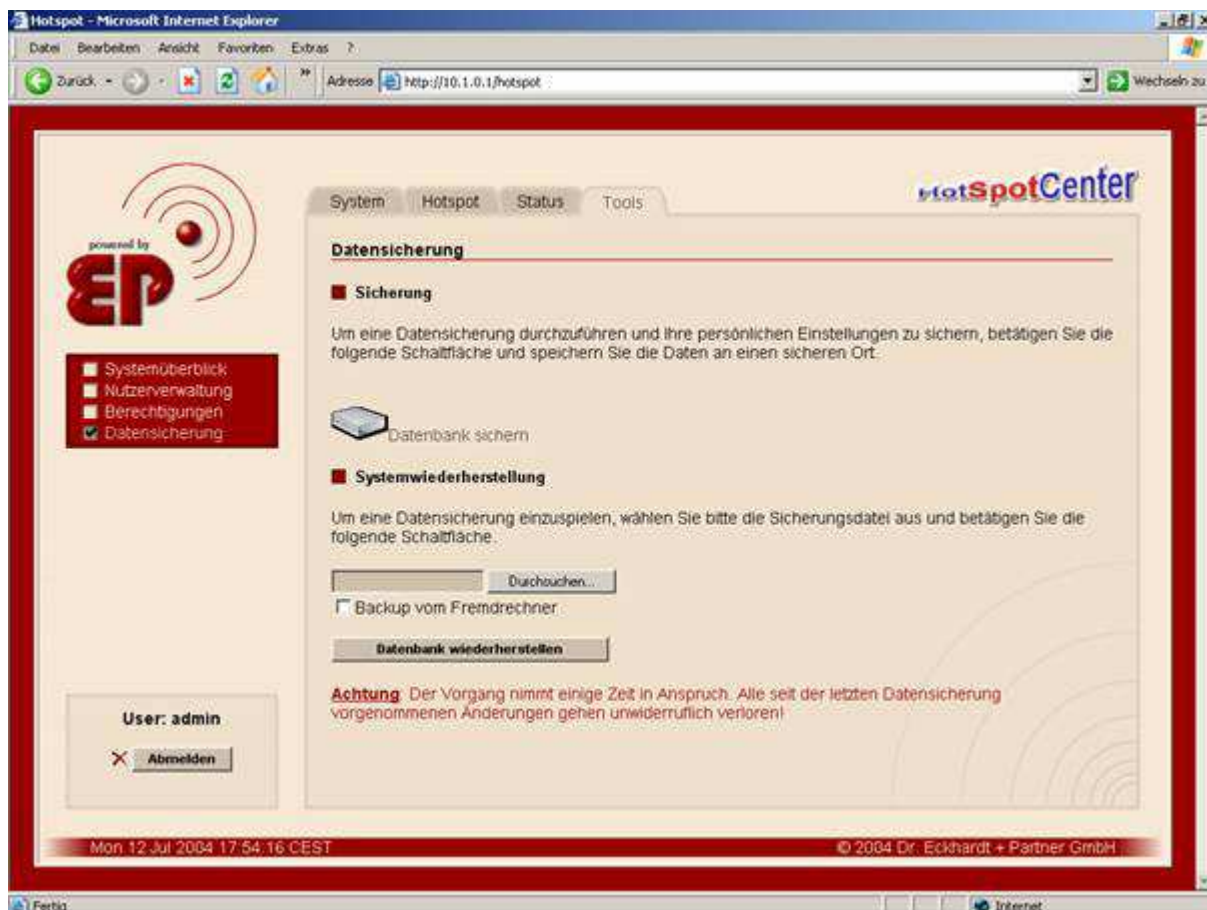 Hotspot - Microsoft Internet Explorer
Datei Bearbeiten Ansicht Favoriten Extras ?
Zurück Adresse http://10.1.0.1/hotspot Wechseln zu
HotSpotCenter
System Hotspot Status Tools
powered by
EP
Systemüberblick
Nutzerverwaltung
Berechtigungen
Datensicherung
Datensicherung
Sicherung
Um eine Datensicherung durchzuführen und Ihre persönlichen Einstellungen zu sichern, betätigen Sie die
folgende Schaltfläche und speichern Sie die Daten an einen sicheren Ort.
Datenbank sichern
Systemwiederherstellung
Um eine Datensicherung einzuspielen, wählen Sie bitte die Sicherungsdatei aus und betätigen Sie die
folgende Schaltfläche.
Durchsuchen...
Backup vom Fremdrechner
Datenbank wiederherstellen
Achtung: Der Vorgang nimmt einige Zeit in Anspruch. Alle seit der letzten Datensicherung
vorgenommenen Änderungen gehen unwiderruflich verloren!
User: admin
Abmelden
Mon 12 Jul 2004 17:54:16 CEST
© 2004 Dr. Eckhardt + Partner GmbH
Fertig
Internet